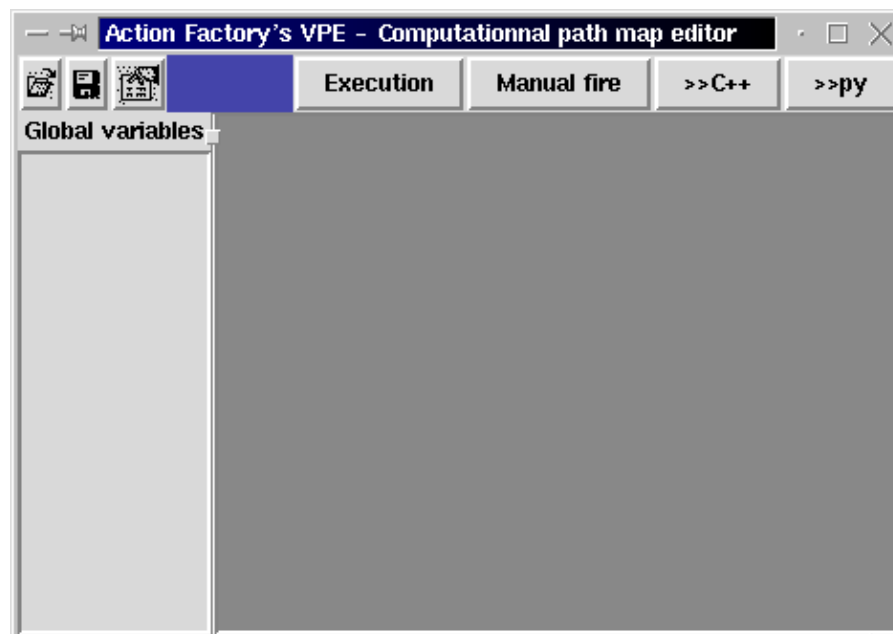 Action Factory's VPE - Computationnal path map editor
Execution Manual fire >>C++ >>py
Global variables